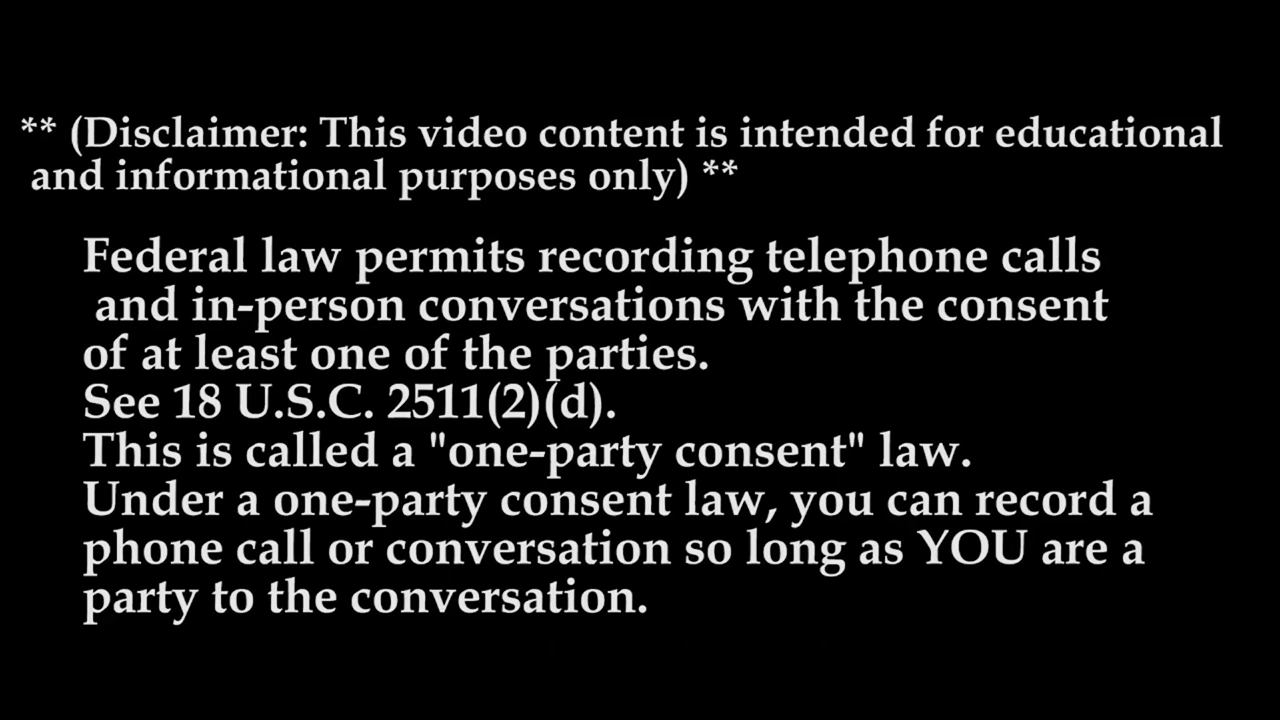 ** (Disclaimer: This video content is intended for educational
and informational purposes only) **
Federal law permits recording telephone calls
and in-person conversations with the consent
of at least one of the parties.
See 18 U.S.C. 2511(2)(d).
This is called a "one-party consent" law.
Under a one-party consent law, you can record a
phone call or conversation so long as YOU are a
party to the conversation.